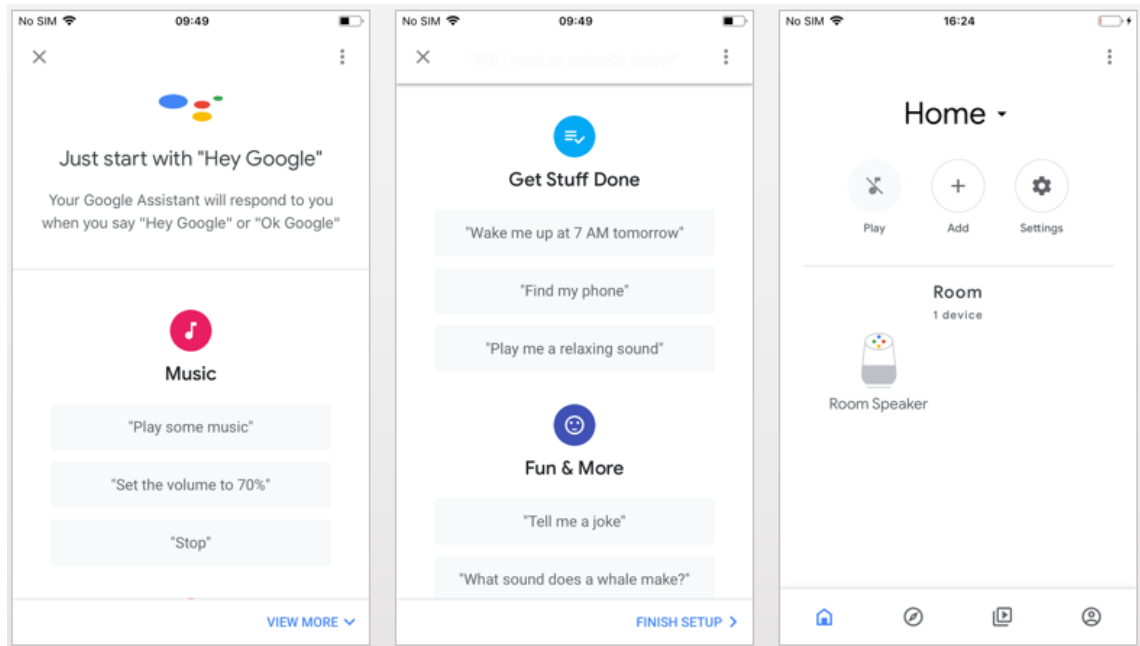 No SIM 09:49
Just start with "Hey Google"
Your Google Assistant will respond to you
when you say "Hey Google" or "Ok Google"
Music
"Play some music"
"Set the volume to 70%"
"Stop"
VIEW MORE
No SIM 09:49
"Will I need an umbrella today?"
Get Stuff Done
"Wake me up at 7 AM tomorrow"
"Find my phone"
"Play me a relaxing sound"
Fun & More
"Tell me a joke"
"What sound does a whale make?"
FINISH SETUP
No SIM 16:24
Home
Play Add Settings
Room
1 device
Room Speaker